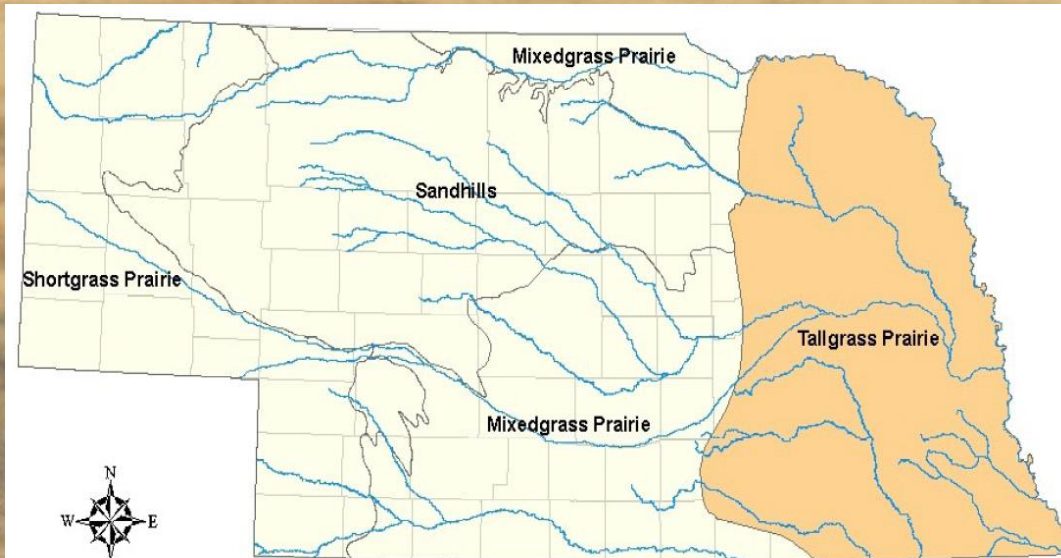 Mixedgrass Prairie
Sandhills
Shortgrass Prairie
Tallgrass Prairie
Mixedgrass Prairie
N
W E
S